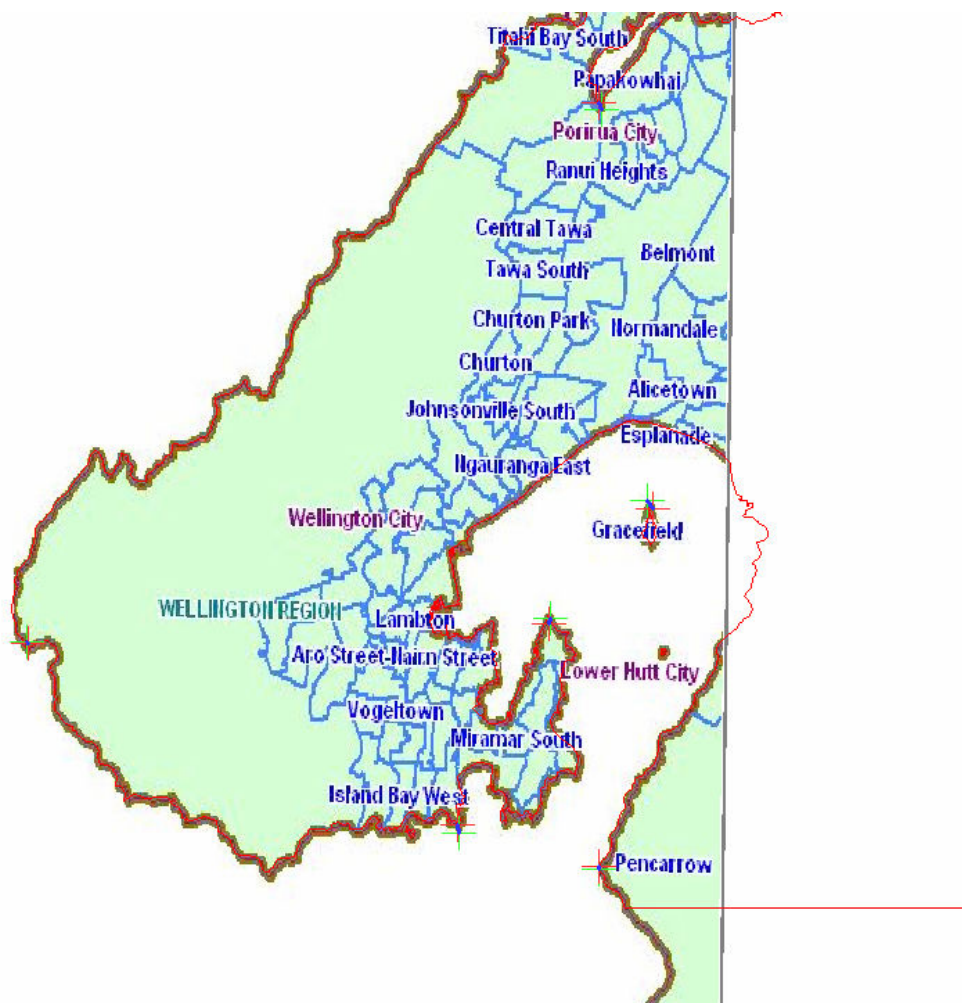 Titahi Bay South
Papakowhai
Porirua City
Ranui Heights
Central Tawa
Belmont
Tawa South
Churton Park
Normandale
Churton
Alicetown
Johnsonville South
Esplanade
Ngauranga East
Wellington City
Gracefield
WELLINGTON REGION
Lambton
Aro Street-Nairn Street
Lower Hutt City
Vogeltown
Miramar South
Island Bay West
Pencarrow